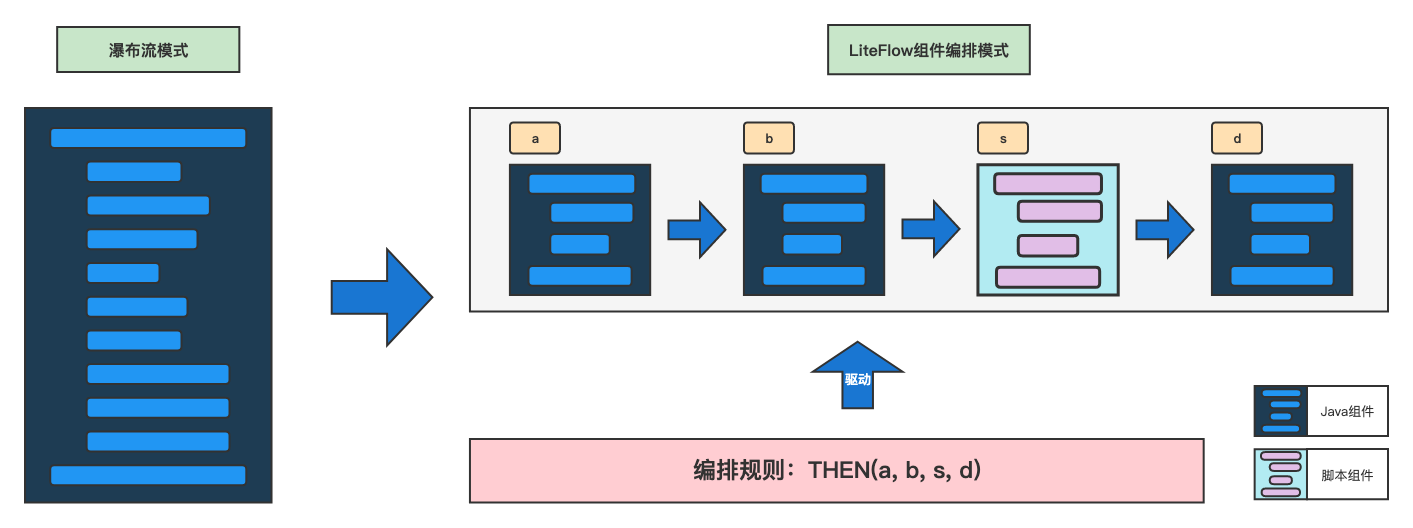 瀑布流模式
LiteFlow组件编排模式
a
b
s
d
驱动
编排规则：THEN(a, b, s, d)
Java组件
脚本组件